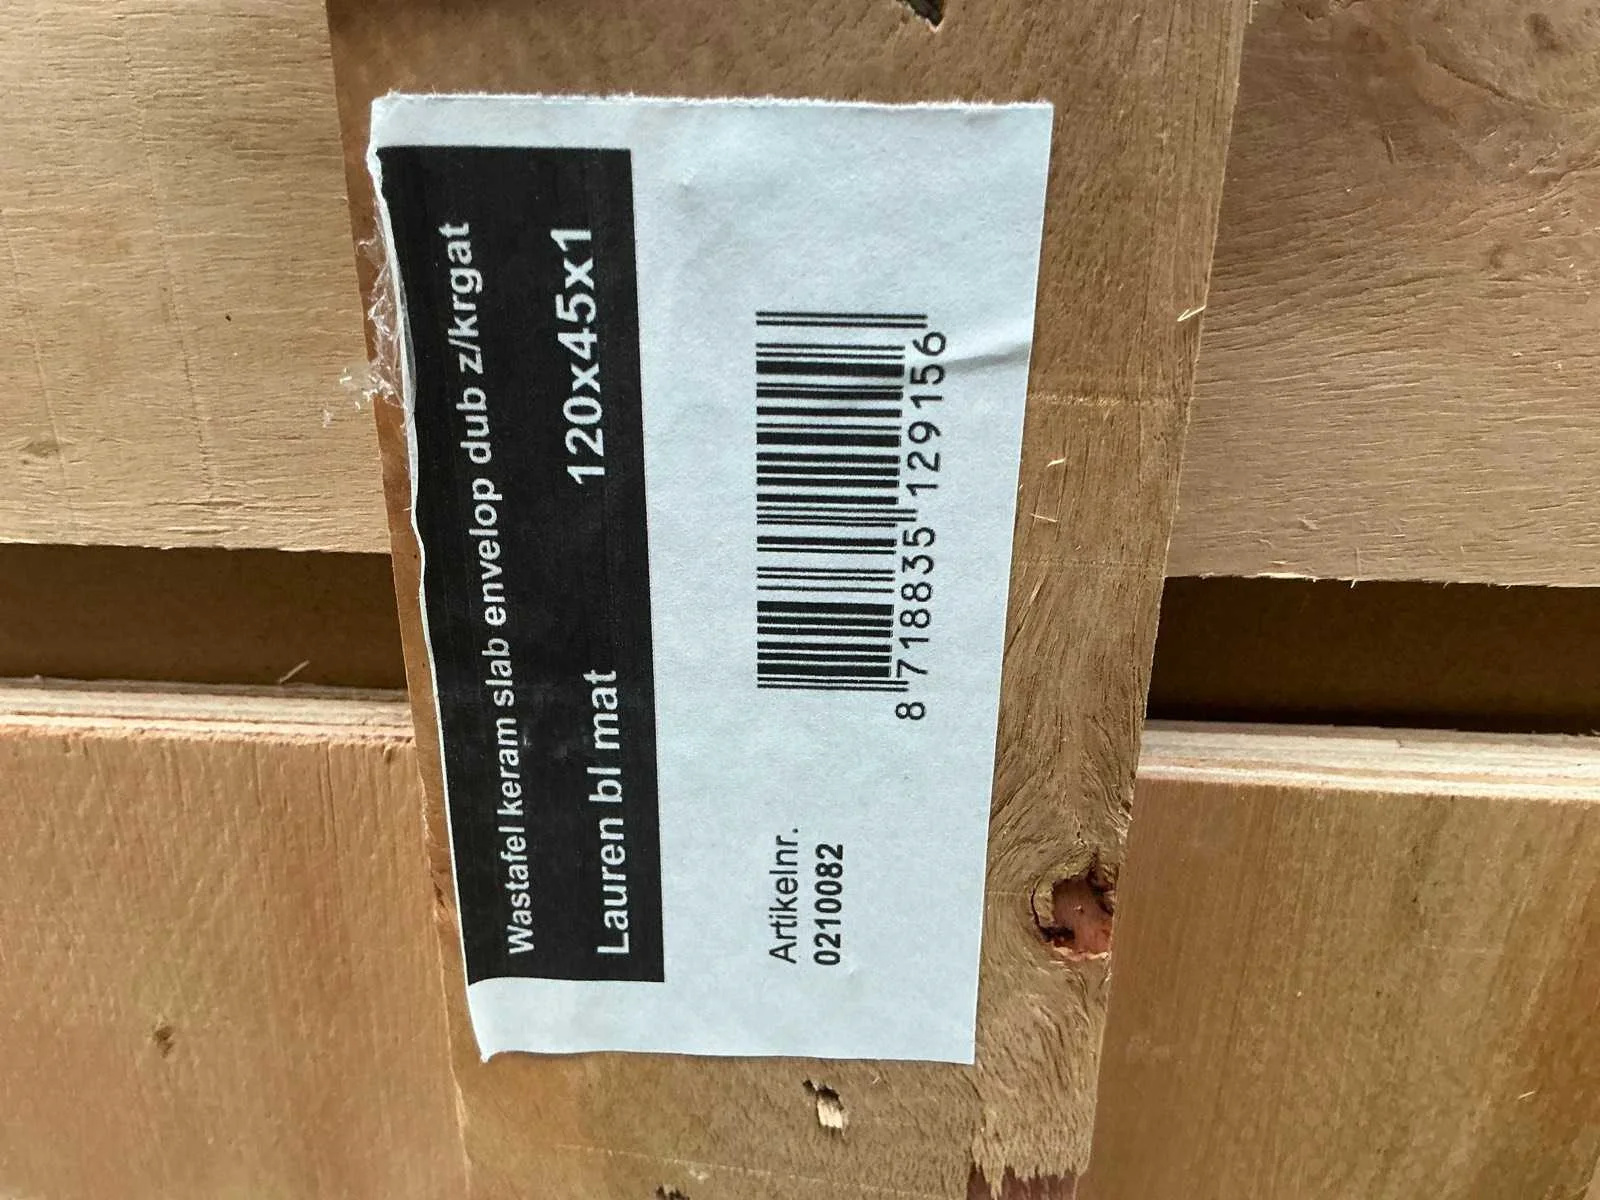 Wastafel keram slab envelop dub z/krgat
Lauren bl mat 120x45x1
Artikelnr.
0210082
8 718835 129156